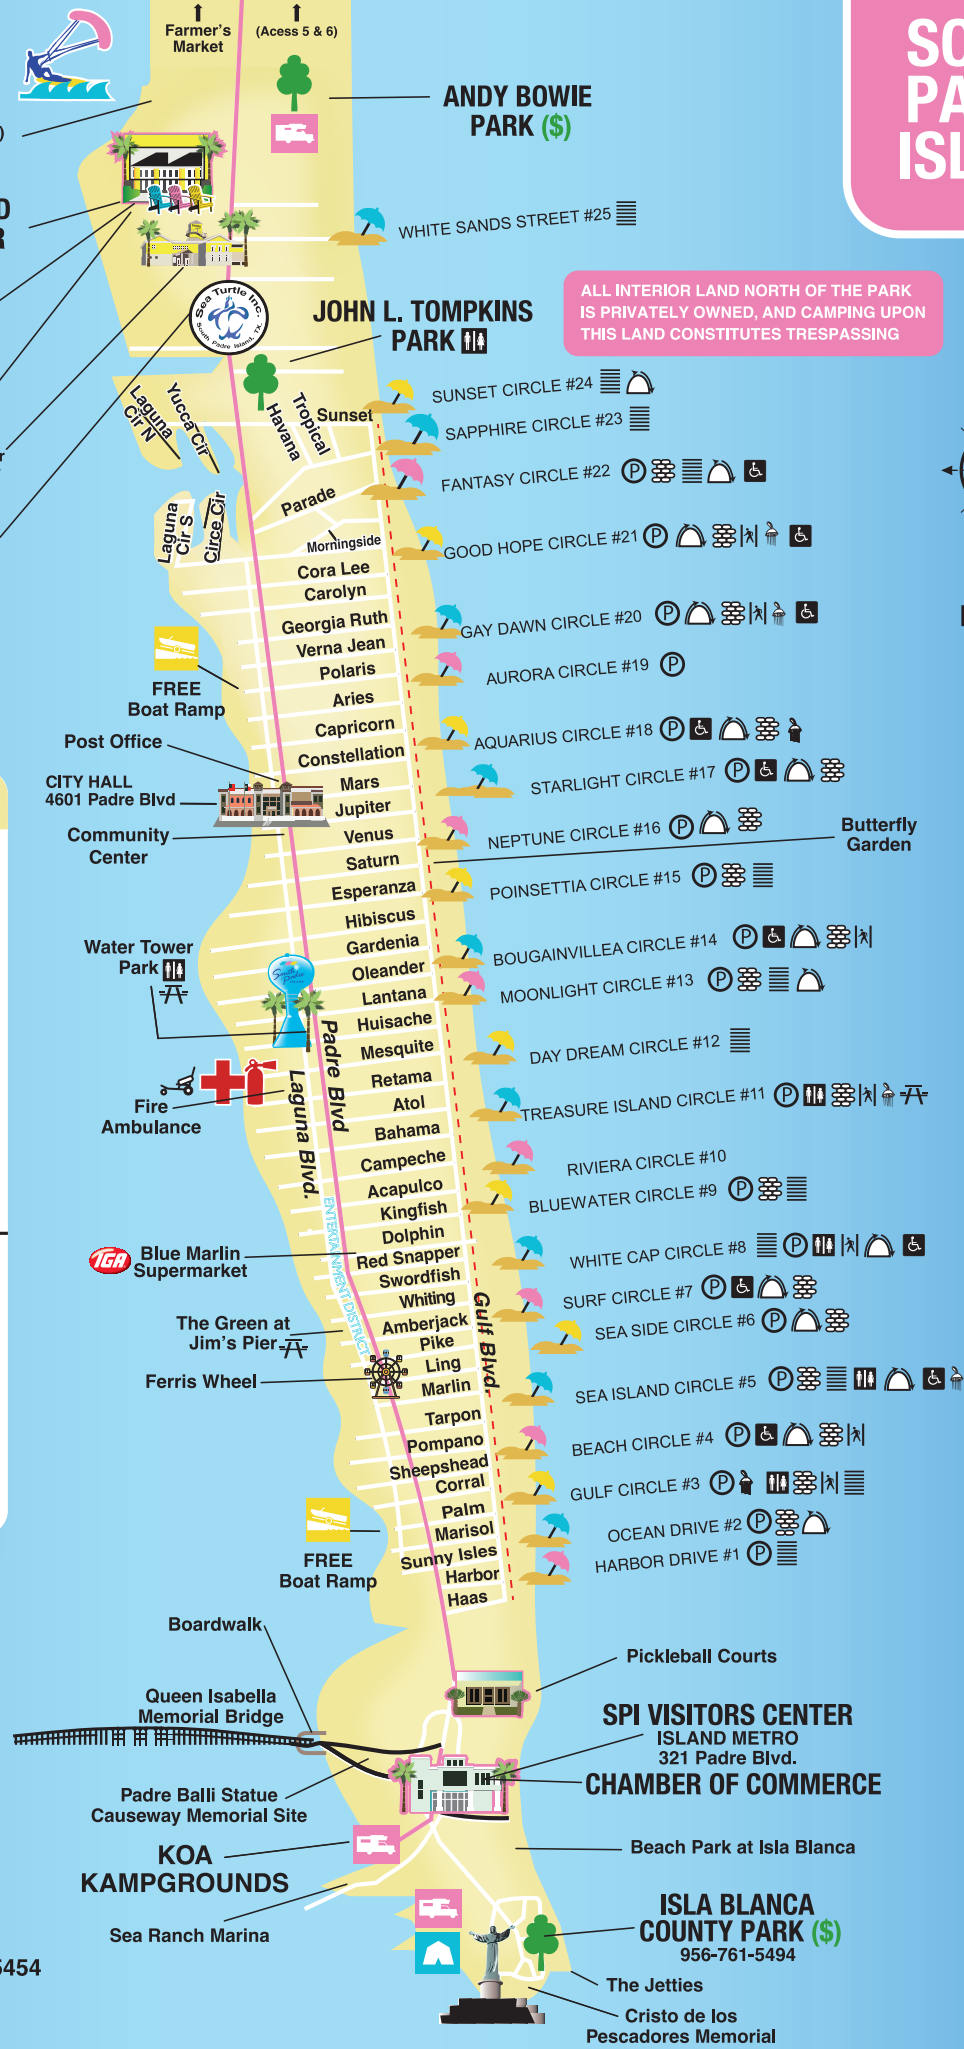 Farmer's
Market
(Acess 5 & 6)
SC
PA
ISL
ANDY BOWIE
PARK ($)
)
D
R
WHITE SANDS STREET #25
ALL INTERIOR LAND NORTH OF THE PARK
IS PRIVATELY OWNED, AND CAMPING UPON
THIS LAND CONSTITUTES TRESPASSING
Sea Turtle Inc.
South Padre Island, TX.
JOHN L. TOMPKINS
PARK
Laguna
Cir N
Yucca Cir
Havana
Tropical
Sunset
SUNSET CIRCLE #24
SAPPHIRE CIRCLE #23
r
FANTASY CIRCLE #22 P
Parade
Laguna
Cir S
Circe Cir
Morningside
GOOD HOPE CIRCLE #21 P
Cora Lee
Carolyn
Georgia Ruth
GAY DAWN CIRCLE #20 P
Verna Jean
Polaris
AURORA CIRCLE #19 P
FREE
Boat Ramp
Aries
Capricorn
AQUARIUS CIRCLE #18 P
Post Office
Constellation
CITY HALL
4601 Padre Blvd
Mars
STARLIGHT CIRCLE #17 P
Jupiter
Community
Center
Venus
NEPTUNE CIRCLE #16 P
Butterfly
Garden
Saturn
Esperanza
POINSETTIA CIRCLE #15 P
Hibiscus
Gardenia
BOUGAINVILLEA CIRCLE #14 P
Water Tower
Park
South
Padre
Oleander
Lantana
MOONLIGHT CIRCLE #13 P
Huisache
Mesquite
DAY DREAM CIRCLE #12
Padre Blvd
Laguna Blvd.
Retama
Atol
TREASURE ISLAND CIRCLE #11 P
Fire
Ambulance
Bahama
Campeche
RIVIERA CIRCLE #10
Acapulco
BLUEWATER CIRCLE #9 P
Kingfish
ENTERTAINMENT DISTRICT
Dolphin
IGA
Blue Marlin
Supermarket
Red Snapper
WHITE CAP CIRCLE #8 P
Swordfish
Whiting
SURF CIRCLE #7 P
Gulf Blvd.
The Green at
Jim's Pier
Amberjack
SEA SIDE CIRCLE #6 P
Pike
Ling
Ferris Wheel
Marlin
SEA ISLAND CIRCLE #5 P
Tarpon
Pompano
BEACH CIRCLE #4 P
Sheepshead
Corral
GULF CIRCLE #3 P
Palm
Marisol
OCEAN DRIVE #2 P
FREE
Boat Ramp
Sunny Isles
HARBOR DRIVE #1 P
Harbor
Haas
Boardwalk
Pickleball Courts
Queen Isabella
Memorial Bridge
SPI VISITORS CENTER
ISLAND METRO
321 Padre Blvd.
CHAMBER OF COMMERCE
Padre Balli Statue
Causeway Memorial Site
KOA
KAMPGROUNDS
Beach Park at Isla Blanca
Sea Ranch Marina
ISLA BLANCA
COUNTY PARK ($)
956-761-5494
5454
The Jetties
Cristo de los
Pescadores Memorial